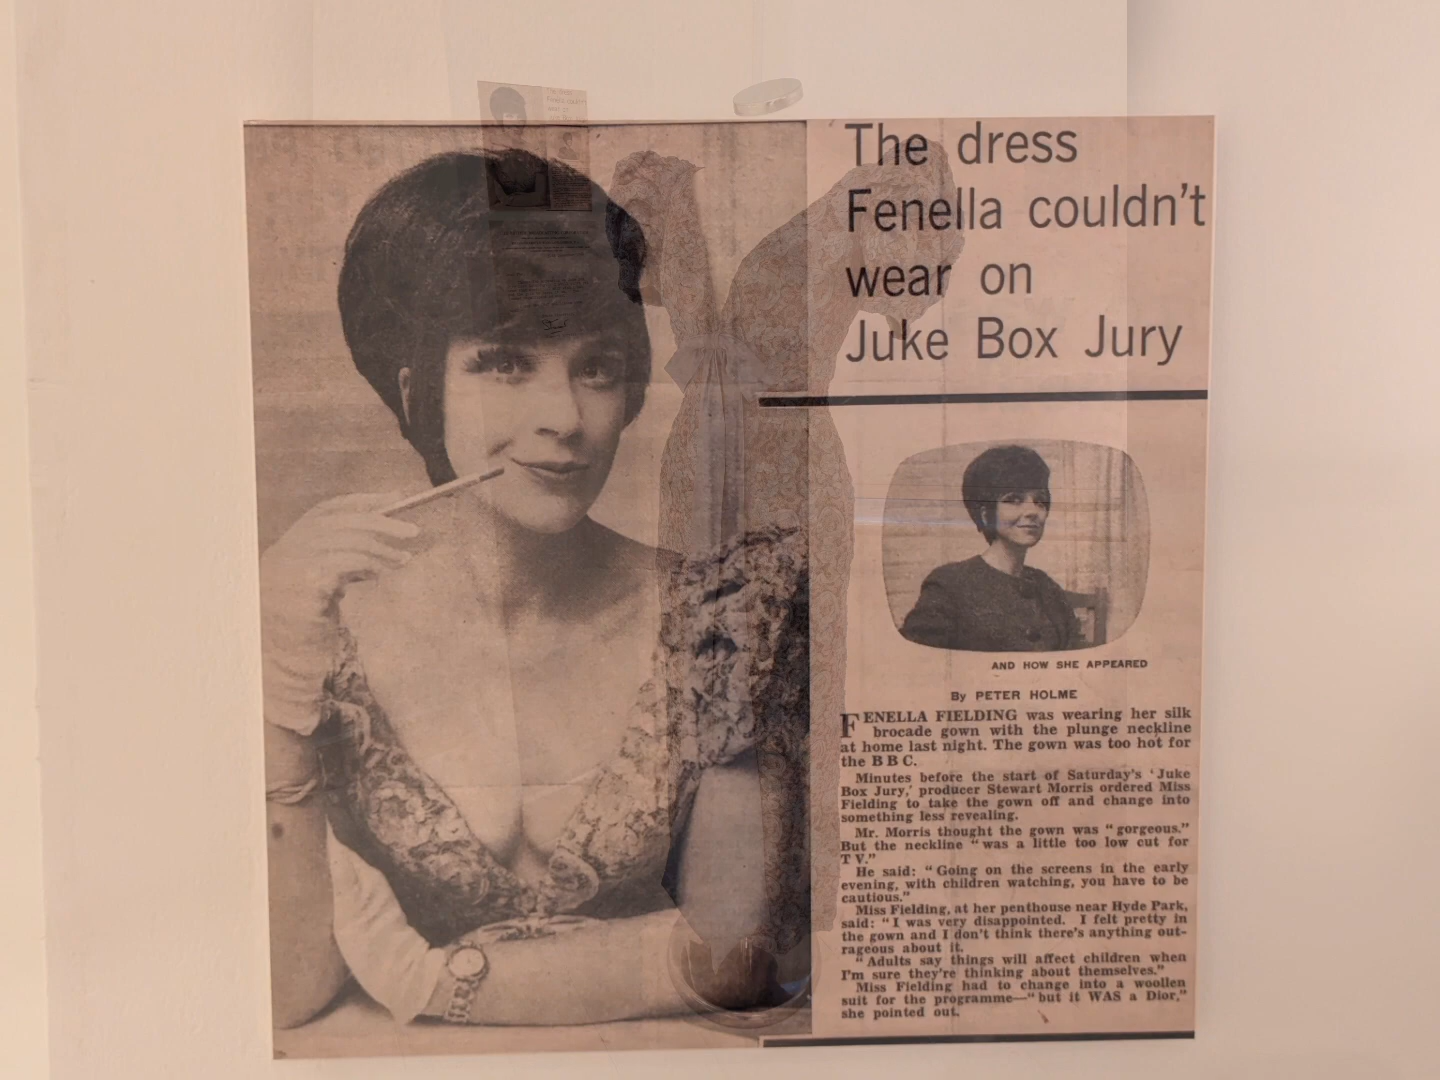 The dress
Fenella couldn't
wear on
Juke Box Jury
AND HOW SHE APPEARED
By PETER HOLME
FENELLA FIELDING was wearing her silk
brocade gown with the plunge neckline
at home last night. The gown was too hot for
the B B C.
Minutes before the start of Saturday's 'Juke
Box Jury,' producer Stewart Morris ordered Miss
Fielding to take the gown off and change into
something less revealing.
Mr. Morris thought the gown was "gorgeous."
But the neckline "was a little too low cut for
T V."
He said: "Going on the screens in the early
evening, with children watching, you have to be
cautious."
Miss Fielding, at her penthouse near Hyde Park,
said: "I was very disappointed. I felt pretty in
the gown and I don't think there's anything out-
rageous about it.
"Adults say things will affect children when
I'm sure they're thinking about themselves."
Miss Fielding had to change into a woollen
suit for the programme—"but it WAS a Dior,"
she pointed out.